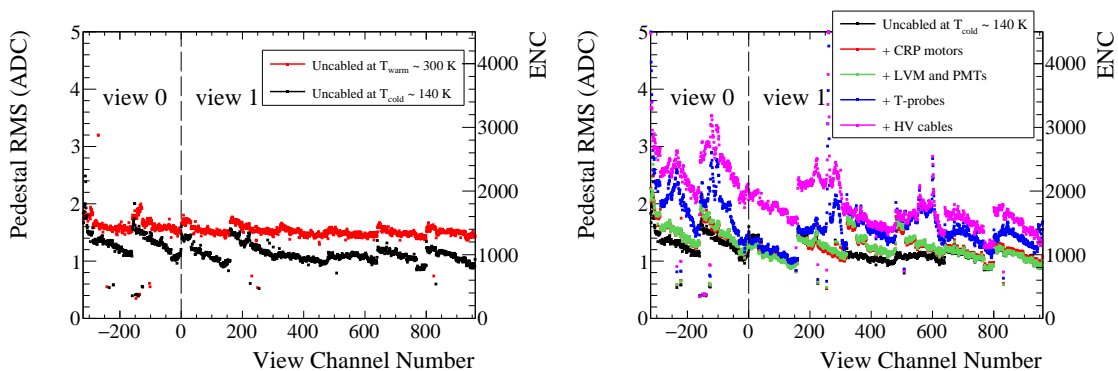 Pedestal RMS (ADC)
5
4
3
2
1
0
Uncabled at T_warm ~ 300 K
Uncabled at T_cold ~ 140 K
view 0
view 1
ENC
4000
3000
2000
1000
0
−200 0 200 400 600 800
View Channel Number
Pedestal RMS (ADC)
5
4
3
2
1
0
Uncabled at T_cold ~ 140 K
+ CRP motors
+ LVM and PMTs
+ T-probes
+ HV cables
view 0
view 1
ENC
4000
3000
2000
1000
0
−200 0 200 400 600 800
View Channel Number